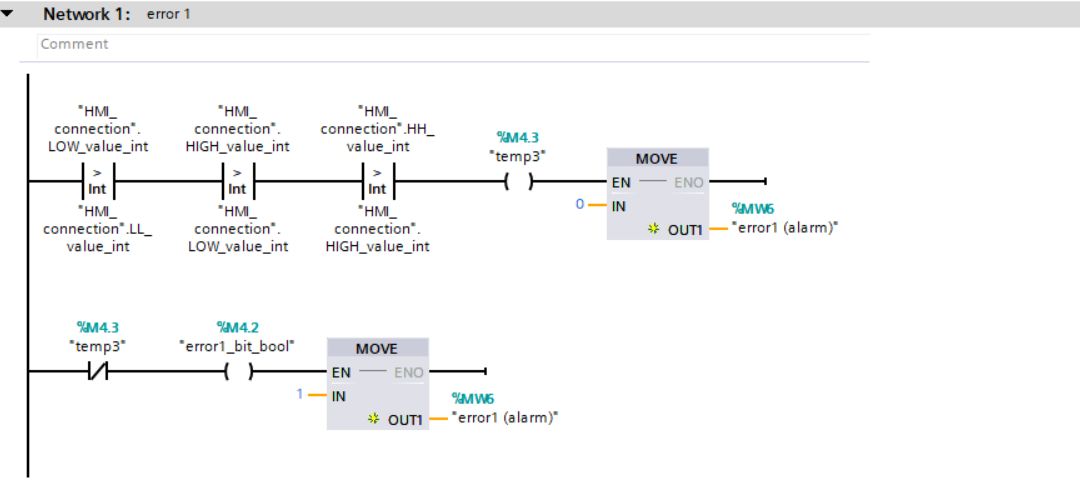 Network 1: error 1
Comment
"HMI_
connection".
LOW_value_int
"HMI_
connection".
HIGH_value_int
"HMI_
connection".HH_
value_int
%M4.3
"temp3"
>
Int
>
Int
>
Int
( )
MOVE
EN
ENO
0
IN
OUT1
%MW6
"error1 (alarm)"
"HMI_
connection".LL_
value_int
"HMI_
connection".
LOW_value_int
"HMI_
connection".
HIGH_value_int
%M4.3
"temp3"
%M4.2
"error1_bit_bool"
( )
MOVE
EN
ENO
1
IN
OUT1
%MW6
"error1 (alarm)"